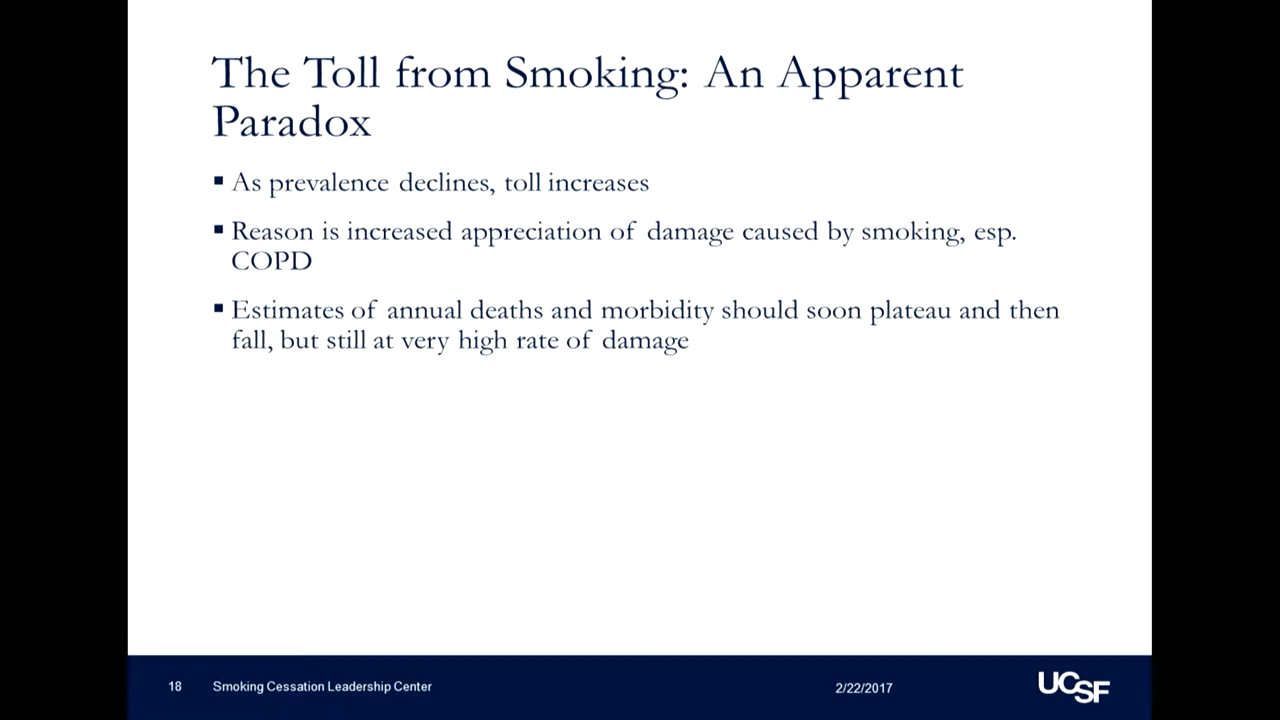 The Toll from Smoking: An Apparent
Paradox
▪ As prevalence declines, toll increases
▪ Reason is increased appreciation of damage caused by smoking, esp.
COPD
▪ Estimates of annual deaths and morbidity should soon plateau and then
fall, but still at very high rate of damage
18 Smoking Cessation Leadership Center 2/22/2017 UCSF